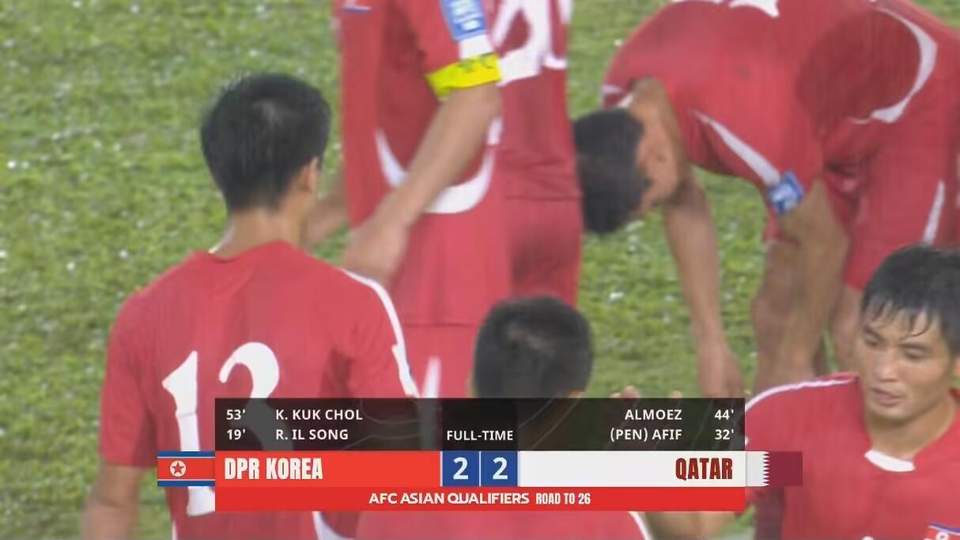 53' K. KUK CHOL ALMOEZ 44'
19' R. IL SONG FULL-TIME (PEN) AFIF 32'
DPR KOREA 2 2 QATAR
AFC ASIAN QUALIFIERS ROAD TO 26